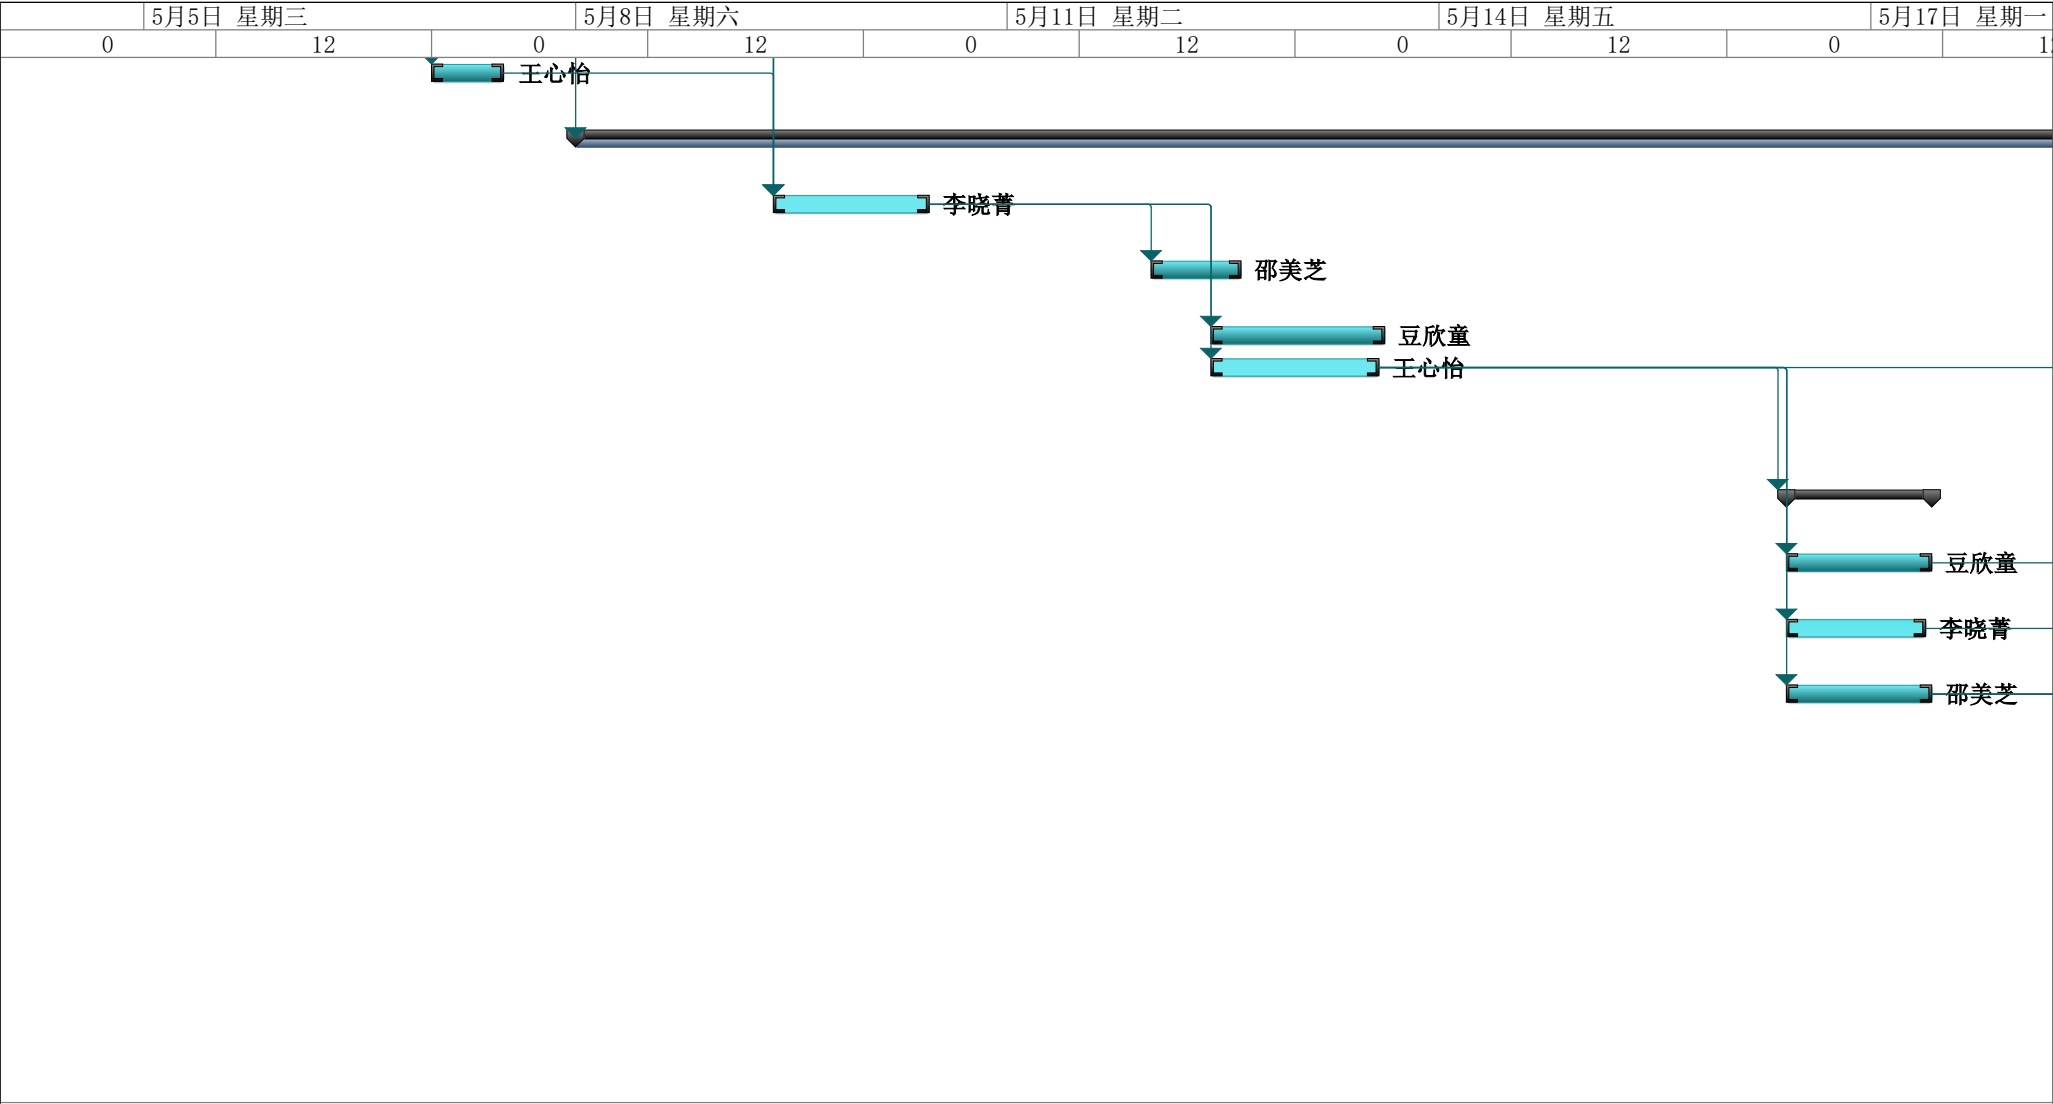 5月5日 星期三 5月8日 星期六 5月11日 星期二 5月14日 星期五 5月17日 星期一
0 12 0 12 0 12 0 12 0 12
王心怡
李晓菁
邵美芝
豆欣童
王心怡
豆欣童
李晓菁
邵美芝